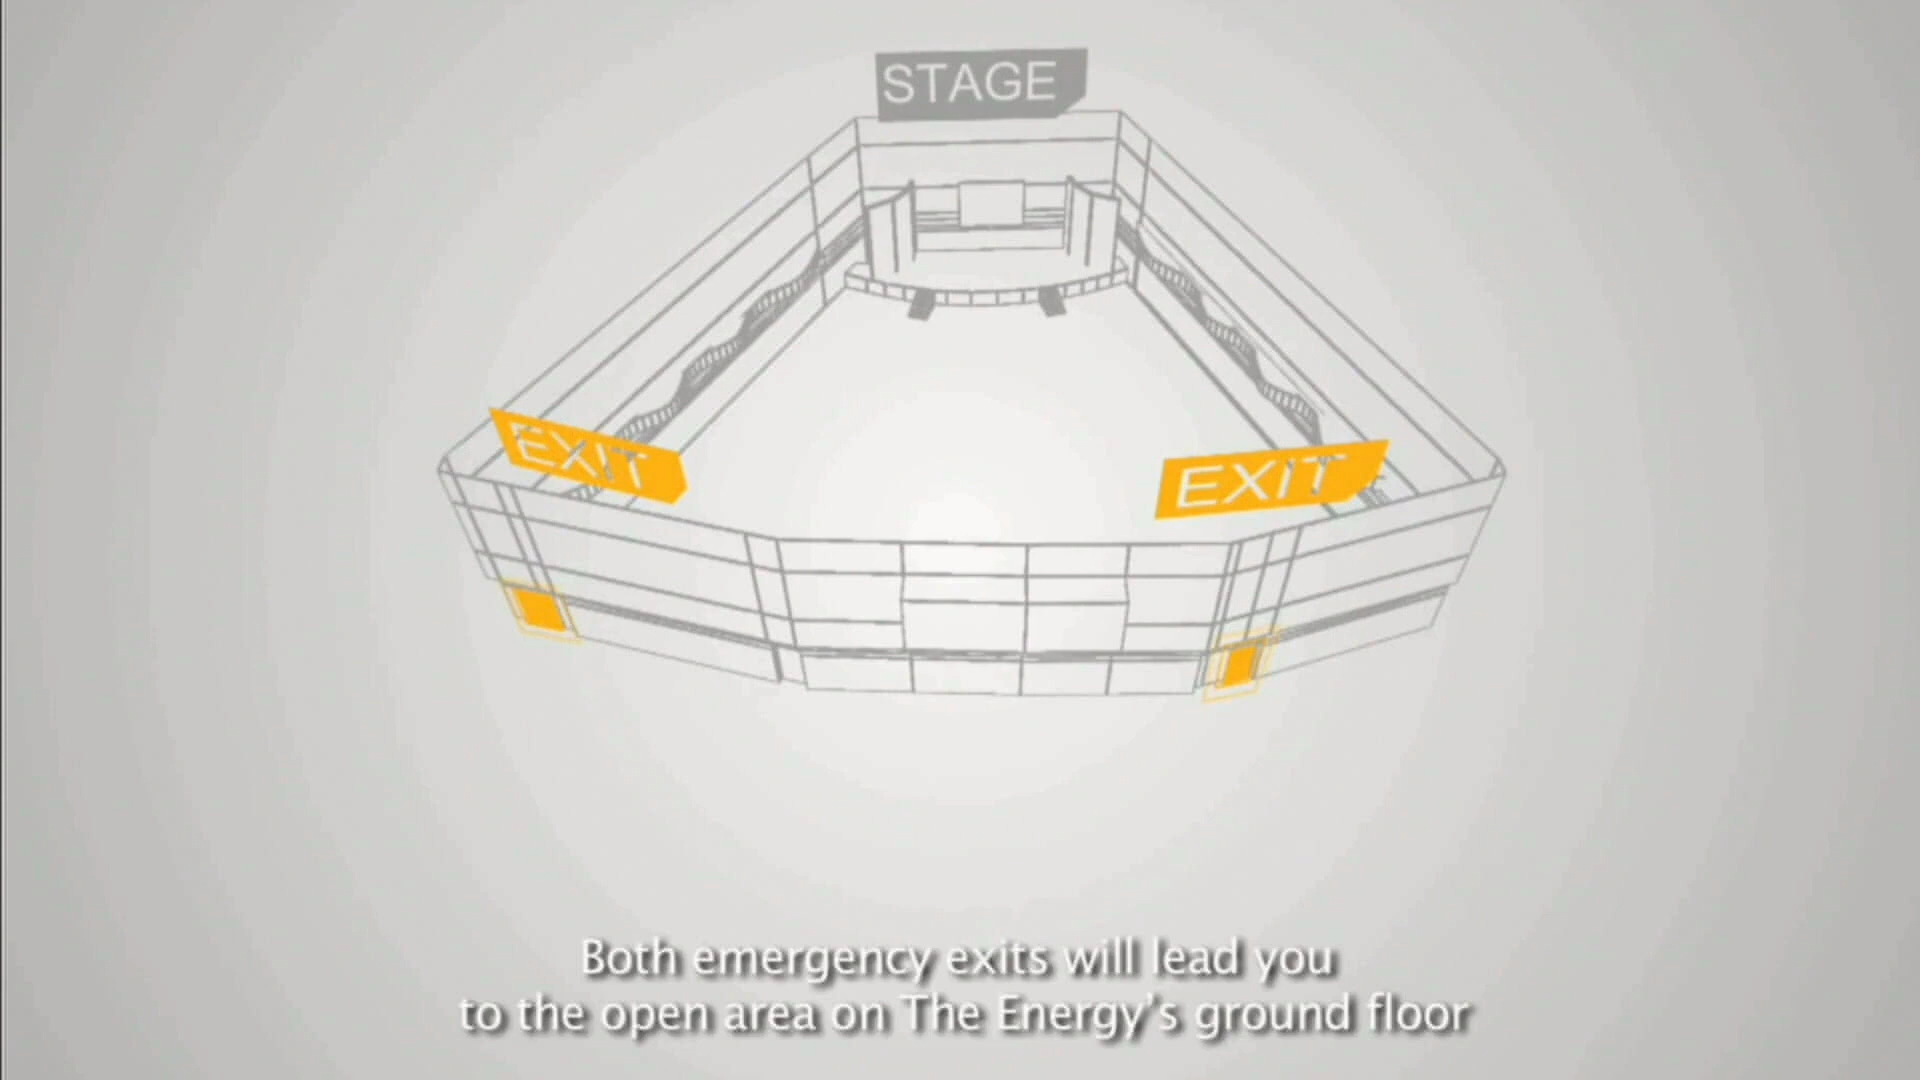 STAGE
EXIT
EXIT
Both emergency exits will lead you
to the open area on The Energy's ground floor